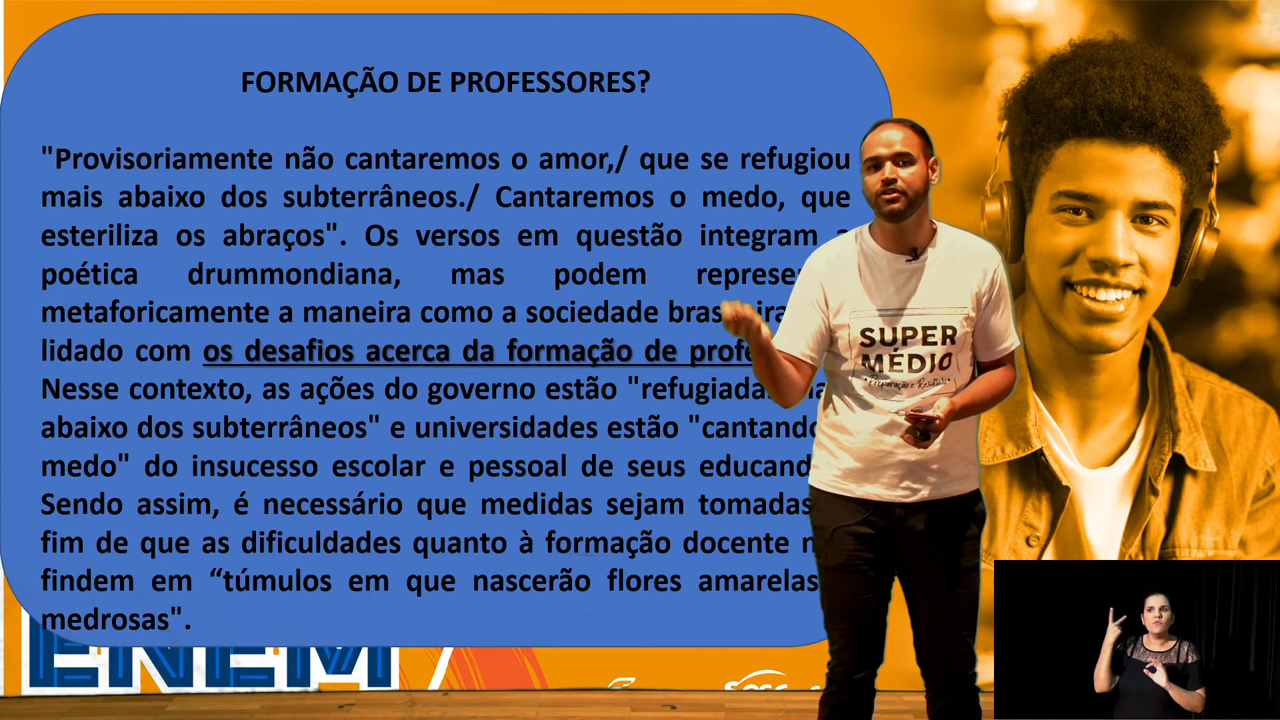 FORMAÇÃO DE PROFESSORES?
"Provisoriamente não cantaremos o amor,/ que se refugiou
mais abaixo dos subterrâneos./ Cantaremos o medo, que
esteriliza os abraços". Os versos em questão integram a
poética drummondiana, mas podem
metaforicamente a maneira como a sociedade
lidado com os desafios acerca da formação de
Nesse contexto, as ações do governo estão
abaixo dos subterrâneos" e universidades estão
medo" do insucesso escolar e pessoal de seus
Sendo assim, é necessário que medidas sejam tomadas
fim de que as dificuldades quanto à formação docente
findem em “túmulos em que nascerão flores amarelas
medrosas".
SUPER
MÉDIO
Preparação e
ENEM